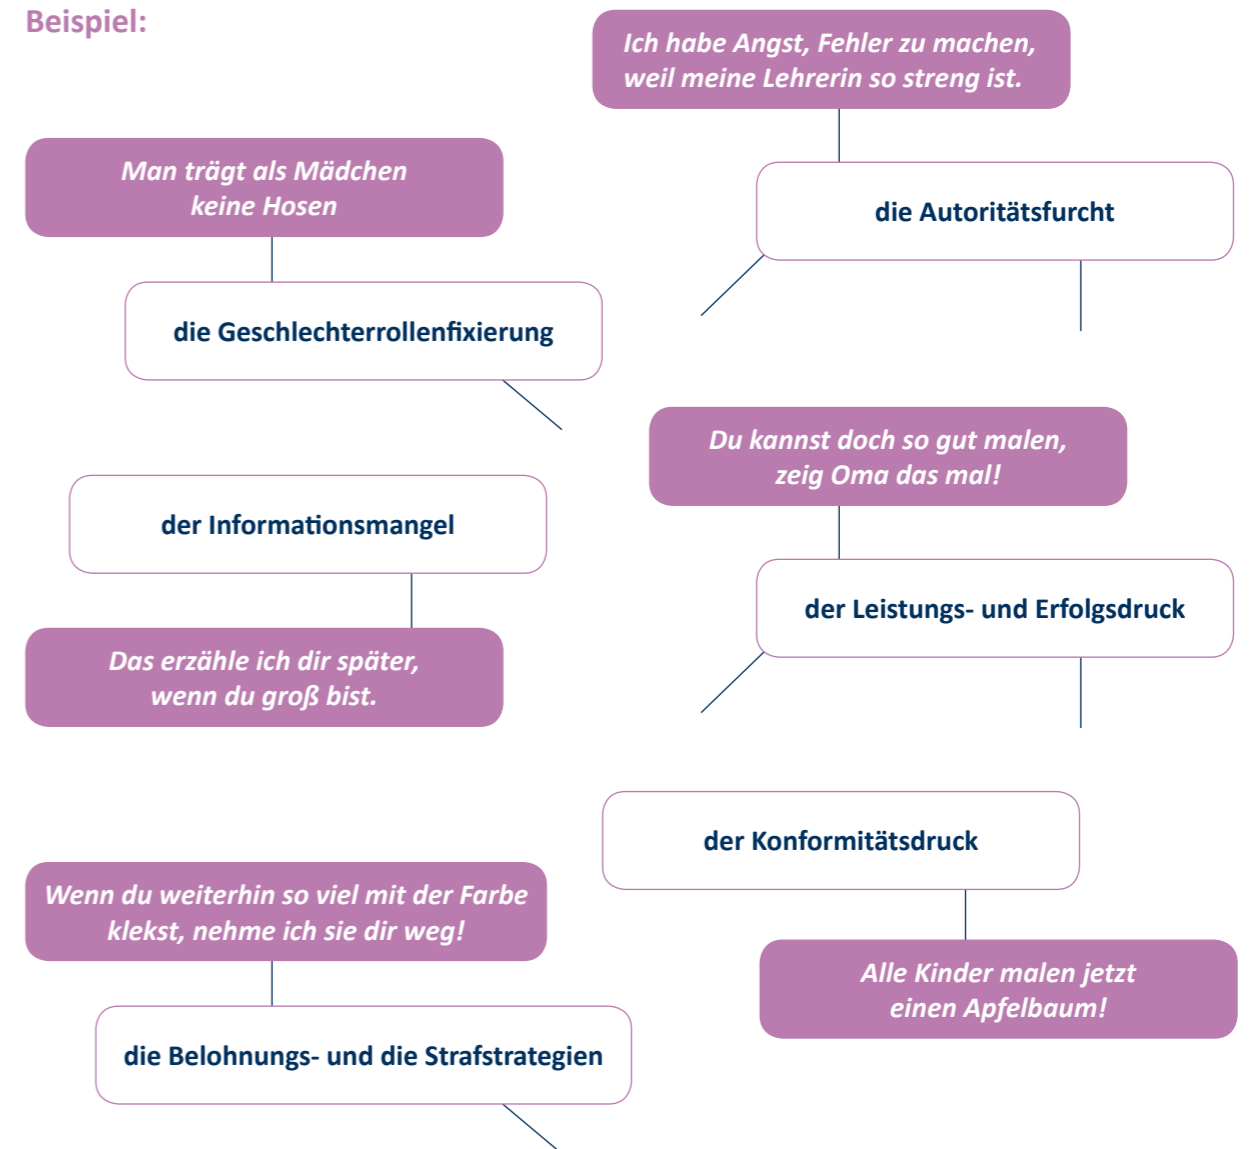 Beispiel:
Ich habe Angst, Fehler zu machen,
weil meine Lehrerin so streng ist.
die Autoritätsfurcht
Man trägt als Mädchen
keine Hosen
die Geschlechterrollenfixierung
der Informationsmangel
Das erzähle ich dir später,
wenn du groß bist.
Du kannst doch so gut malen,
zeig Oma das mal!
der Leistungs- und Erfolgsdruck
der Konformitätsdruck
Alle Kinder malen jetzt
einen Apfelbaum!
Wenn du weiterhin so viel mit der Farbe
klekst, nehme ich sie dir weg!
die Belohnungs- und die Strafstrategien